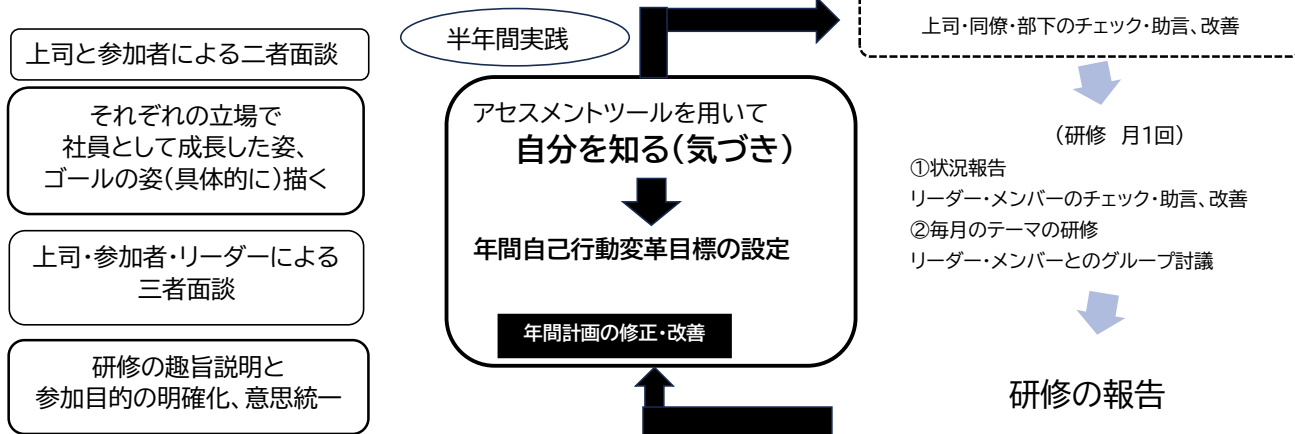 上司と参加者による二者面談
それぞれの立場で
社員として成長した姿、
ゴールの姿(具体的に)描く
上司・参加者・リーダーによる
三者面談
研修の趣旨説明と
参加目的の明確化、意思統一
半年間実践
アセスメントツールを用いて
自分を知る(気づき)
年間自己行動変革目標の設定
年間計画の修正・改善
上司・同僚・部下のチェック・助言、改善
(研修 月1回)
①状況報告
リーダー・メンバーのチェック・助言、改善
②毎月のテーマの研修
リーダー・メンバーとのグループ討議
研修の報告